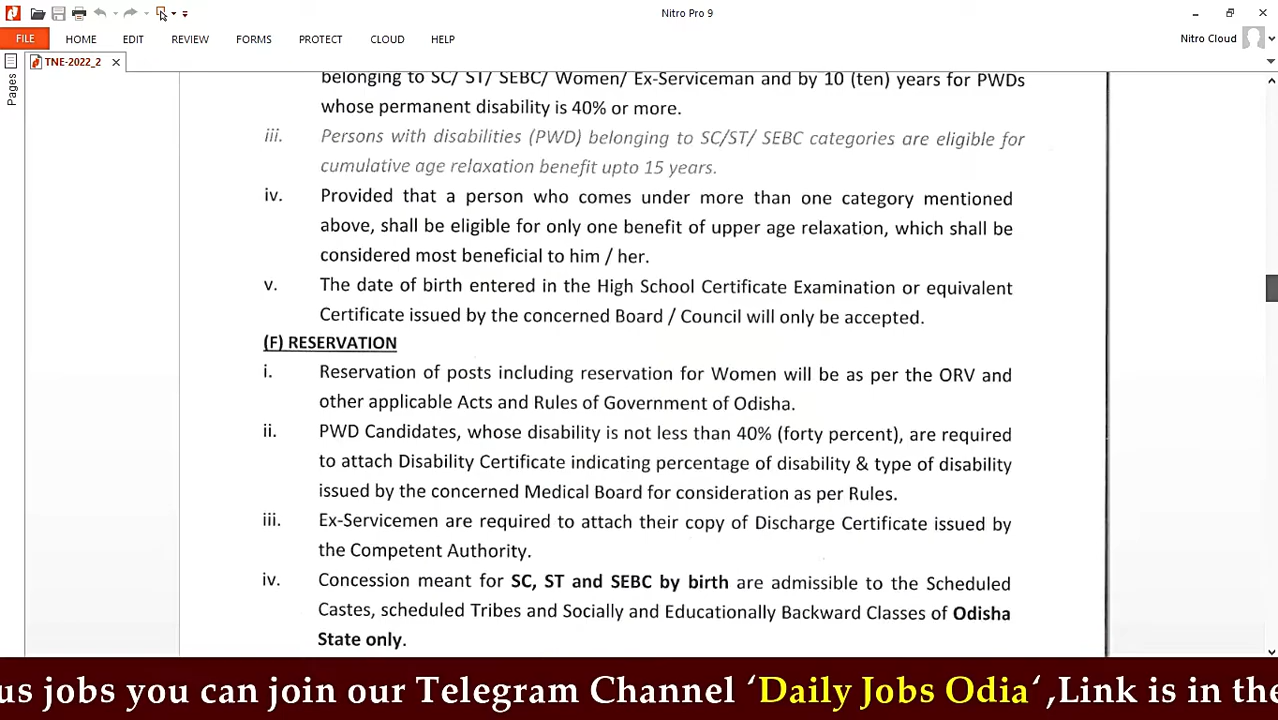 Nitro Pro 9
FILE HOME EDIT REVIEW FORMS PROTECT CLOUD HELP Nitro Cloud
TNE-2022_2
Pages
belonging to SC/ ST/ SEBC/ Women/ Ex-Serviceman and by 10 (ten) years for PWDs
whose permanent disability is 40% or more.
iii. Persons with disabilities (PWD) belonging to SC/ST/ SEBC categories are eligible for
cumulative age relaxation benefit upto 15 years.
iv. Provided that a person who comes under more than one category mentioned
above, shall be eligible for only one benefit of upper age relaxation, which shall be
considered most beneficial to him / her.
v. The date of birth entered in the High School Certificate Examination or equivalent
Certificate issued by the concerned Board / Council will only be accepted.
(F) RESERVATION
i. Reservation of posts including reservation for Women will be as per the ORV and
other applicable Acts and Rules of Government of Odisha.
ii. PWD Candidates, whose disability is not less than 40% (forty percent), are required
to attach Disability Certificate indicating percentage of disability & type of disability
issued by the concerned Medical Board for consideration as per Rules.
iii. Ex-Servicemen are required to attach their copy of Discharge Certificate issued by
the Competent Authority.
iv. Concession meant for SC, ST and SEBC by birth are admissible to the Scheduled
Castes, scheduled Tribes and Socially and Educationally Backward Classes of Odisha
State only.
us jobs you can join our Telegram Channel ‘Daily Jobs Odia‘,Link is in the